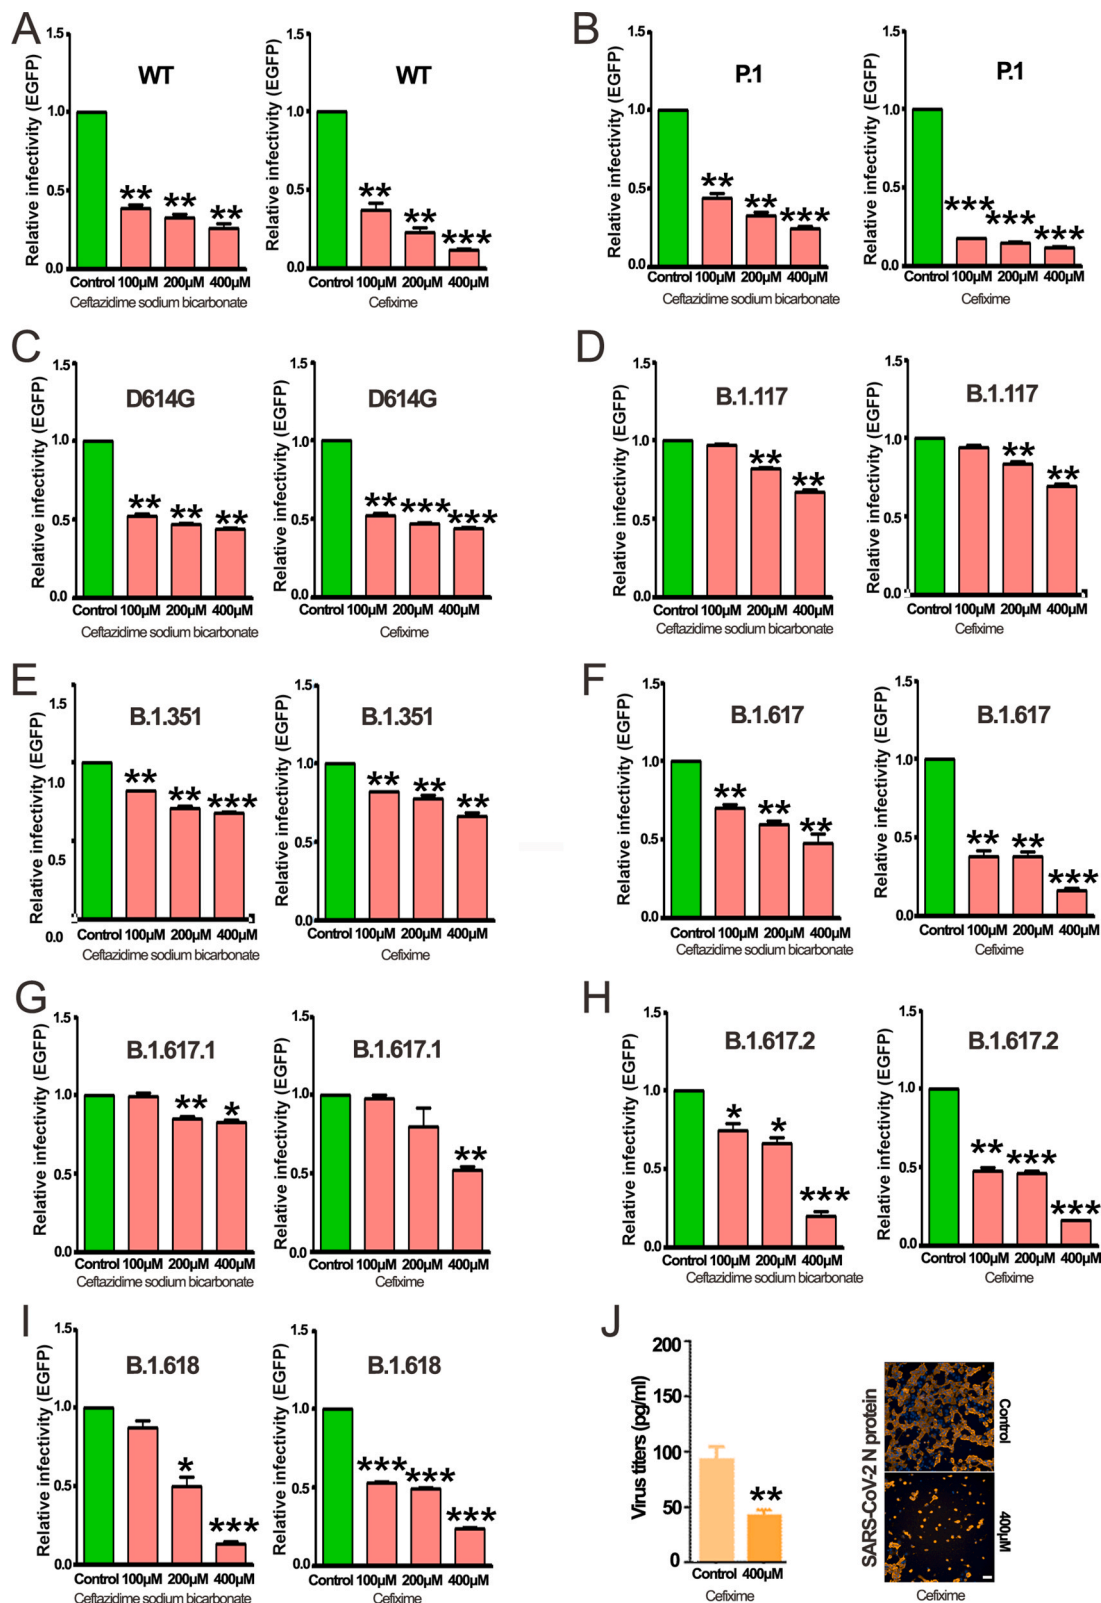 A
Relative infectivity (EGFP)
1.5
1.0
0.5
0.0
WT
**
**
**
Control 100µM 200µM 400µM
Ceftazidime sodium bicarbonate
Relative infectivity (EGFP)
1.5
1.0
0.5
0.0
WT
**
**
***
Control 100µM 200µM 400µM
Cefixime
B
Relative infectivity (EGFP)
1.5
1.0
0.5
0.0
P.1
**
**
***
Control 100µM 200µM 400µM
Ceftazidime sodium bicarbonate
Relative infectivity (EGFP)
1.5
1.0
0.5
0.0
P.1
***
***
***
Control 100µM 200µM 400µM
Cefixime
C
Relative infectivity (EGFP)
1.5
1.0
0.5
0.0
D614G
**
**
**
Control 100µM 200µM 400µM
Ceftazidime sodium bicarbonate
Relative infectivity (EGFP)
1.5
1.0
0.5
0.0
D614G
**
***
***
Control 100µM 200µM 400µM
Cefixime
D
Relative infectivity (EGFP)
1.5
1.0
0.5
0.0
B.1.117
**
**
Control 100µM 200µM 400µM
Ceftazidime sodium bicarbonate
Relative infectivity (EGFP)
1.5
1.0
0.5
0.0
B.1.117
**
**
Control 100µM 200µM 400µM
Cefixime
E
Relative infectivity (EGFP)
1.5
1.0
0.5
0.0
B.1.351
**
**
***
Control 100µM 200µM 400µM
Ceftazidime sodium bicarbonate
Relative infectivity (EGFP)
1.5
1.0
0.5
0.0
B.1.351
**
**
**
Control 100µM 200µM 400µM
Cefixime
F
Relative infectivity (EGFP)
1.5
1.0
0.5
0.0
B.1.617
**
**
**
Control 100µM 200µM 400µM
Ceftazidime sodium bicarbonate
Relative infectivity (EGFP)
1.5
1.0
0.5
0.0
B.1.617
**
**
***
Control 100µM 200µM 400µM
Cefixime
G
Relative infectivity (EGFP)
1.5
1.0
0.5
0.0
B.1.617.1
**
*
Control 100µM 200µM 400µM
Ceftazidime sodium bicarbonate
Relative infectivity (EGFP)
1.5
1.0
0.5
0.0
B.1.617.1
**
Control 100µM 200µM 400µM
Cefixime
H
Relative infectivity (EGFP)
1.5
1.0
0.5
0.0
B.1.617.2
*
*
***
Control 100µM 200µM 400µM
Ceftazidime sodium bicarbonate
Relative infectivity (EGFP)
1.5
1.0
0.5
0.0
B.1.617.2
**
***
***
Control 100µM 200µM 400µM
Cefixime
I
Relative infectivity (EGFP)
1.5
1.0
0.5
0.0
B.1.618
*
***
Control 100µM 200µM 400µM
Ceftazidime sodium bicarbonate
Relative infectivity (EGFP)
1.5
1.0
0.5
0.0
B.1.618
***
***
***
Control 100µM 200µM 400µM
Cefixime
J
Virus titers (pg/ml)
200
150
100
50
0
**
Control 400µM
Cefixime
SARS-CoV-2 N protein
Control
400µM
Cefixime